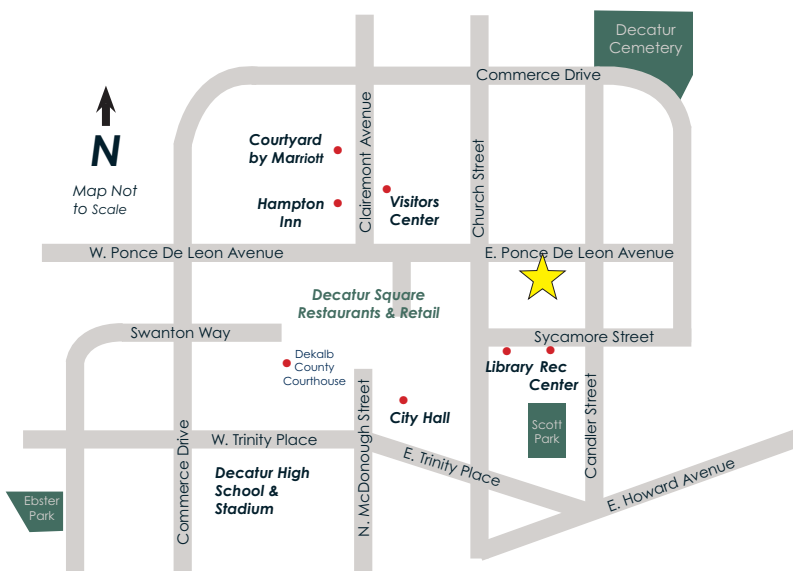 Decatur
Cemetery
Commerce Drive
N
Map Not
to Scale
Courtyard
by Marriott
Clairemont Avenue
Church Street
Hampton
Inn
Visitors
Center
W. Ponce De Leon Avenue
E. Ponce De Leon Avenue
Decatur Square
Restaurants & Retail
Swanton Way
Sycamore Street
Dekalb
County
Courthouse
Library
Rec
Center
City Hall
N. McDonough Street
Candler Street
Scott
Park
Commerce Drive
W. Trinity Place
E. Trinity Place
Decatur High
School &
Stadium
E. Howard Avenue
Ebster
Park